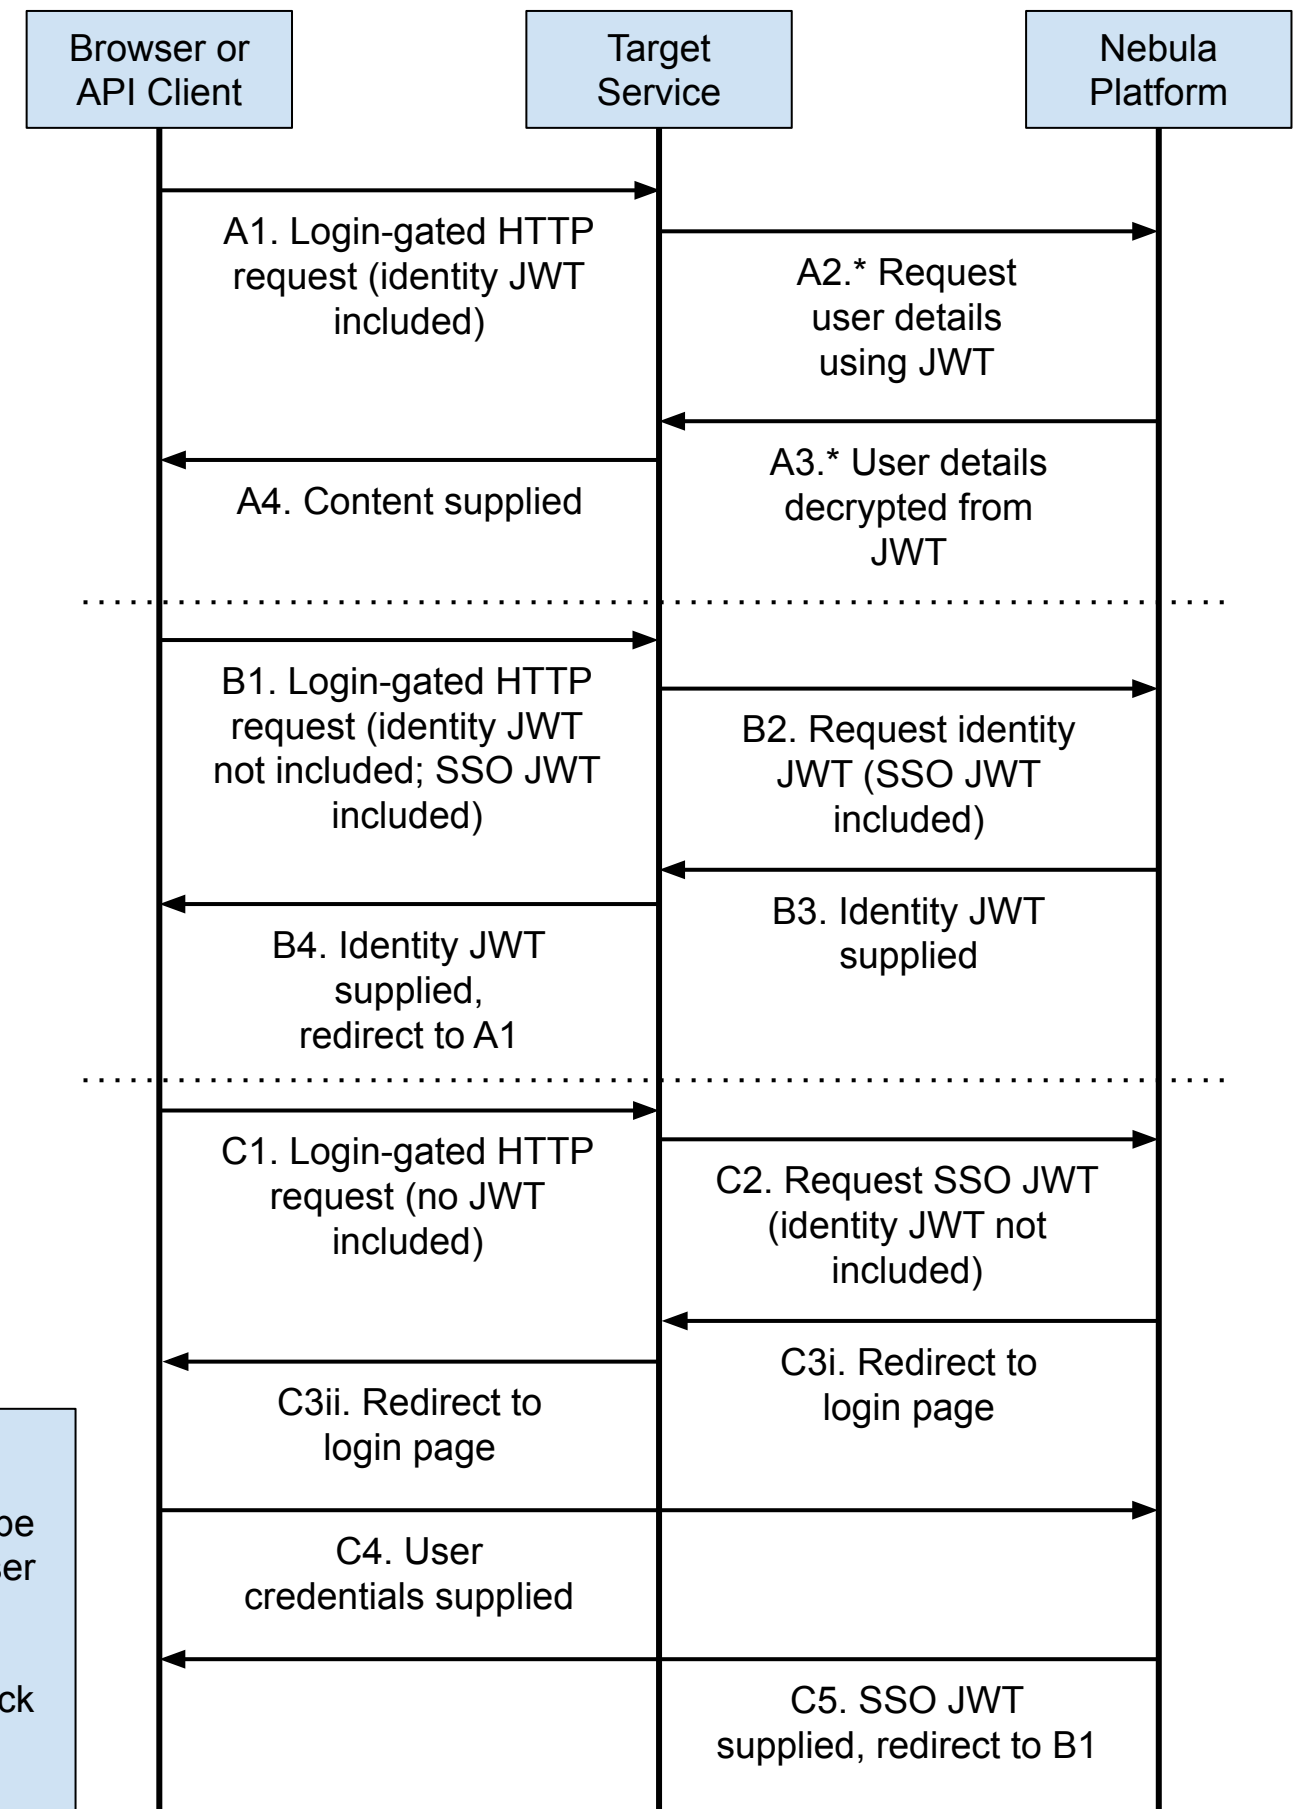 Browser or
API Client
Target
Service
Nebula
Platform
A1. Login-gated HTTP
request (identity JWT
included)
A2.* Request
user details
using JWT
A3.* User details
decrypted from
JWT
A4. Content supplied
B1. Login-gated HTTP
request (identity JWT
not included; SSO JWT
included)
B2. Request identity
JWT (SSO JWT
included)
B3. Identity JWT
supplied
B4. Identity JWT
supplied,
redirect to A1
C1. Login-gated HTTP
request (no JWT
included)
C2. Request SSO JWT
(identity JWT not
included)
C3i. Redirect to
login page
C3ii. Redirect to
login page
C4. User
credentials supplied
C5. SSO JWT
supplied, redirect to B1